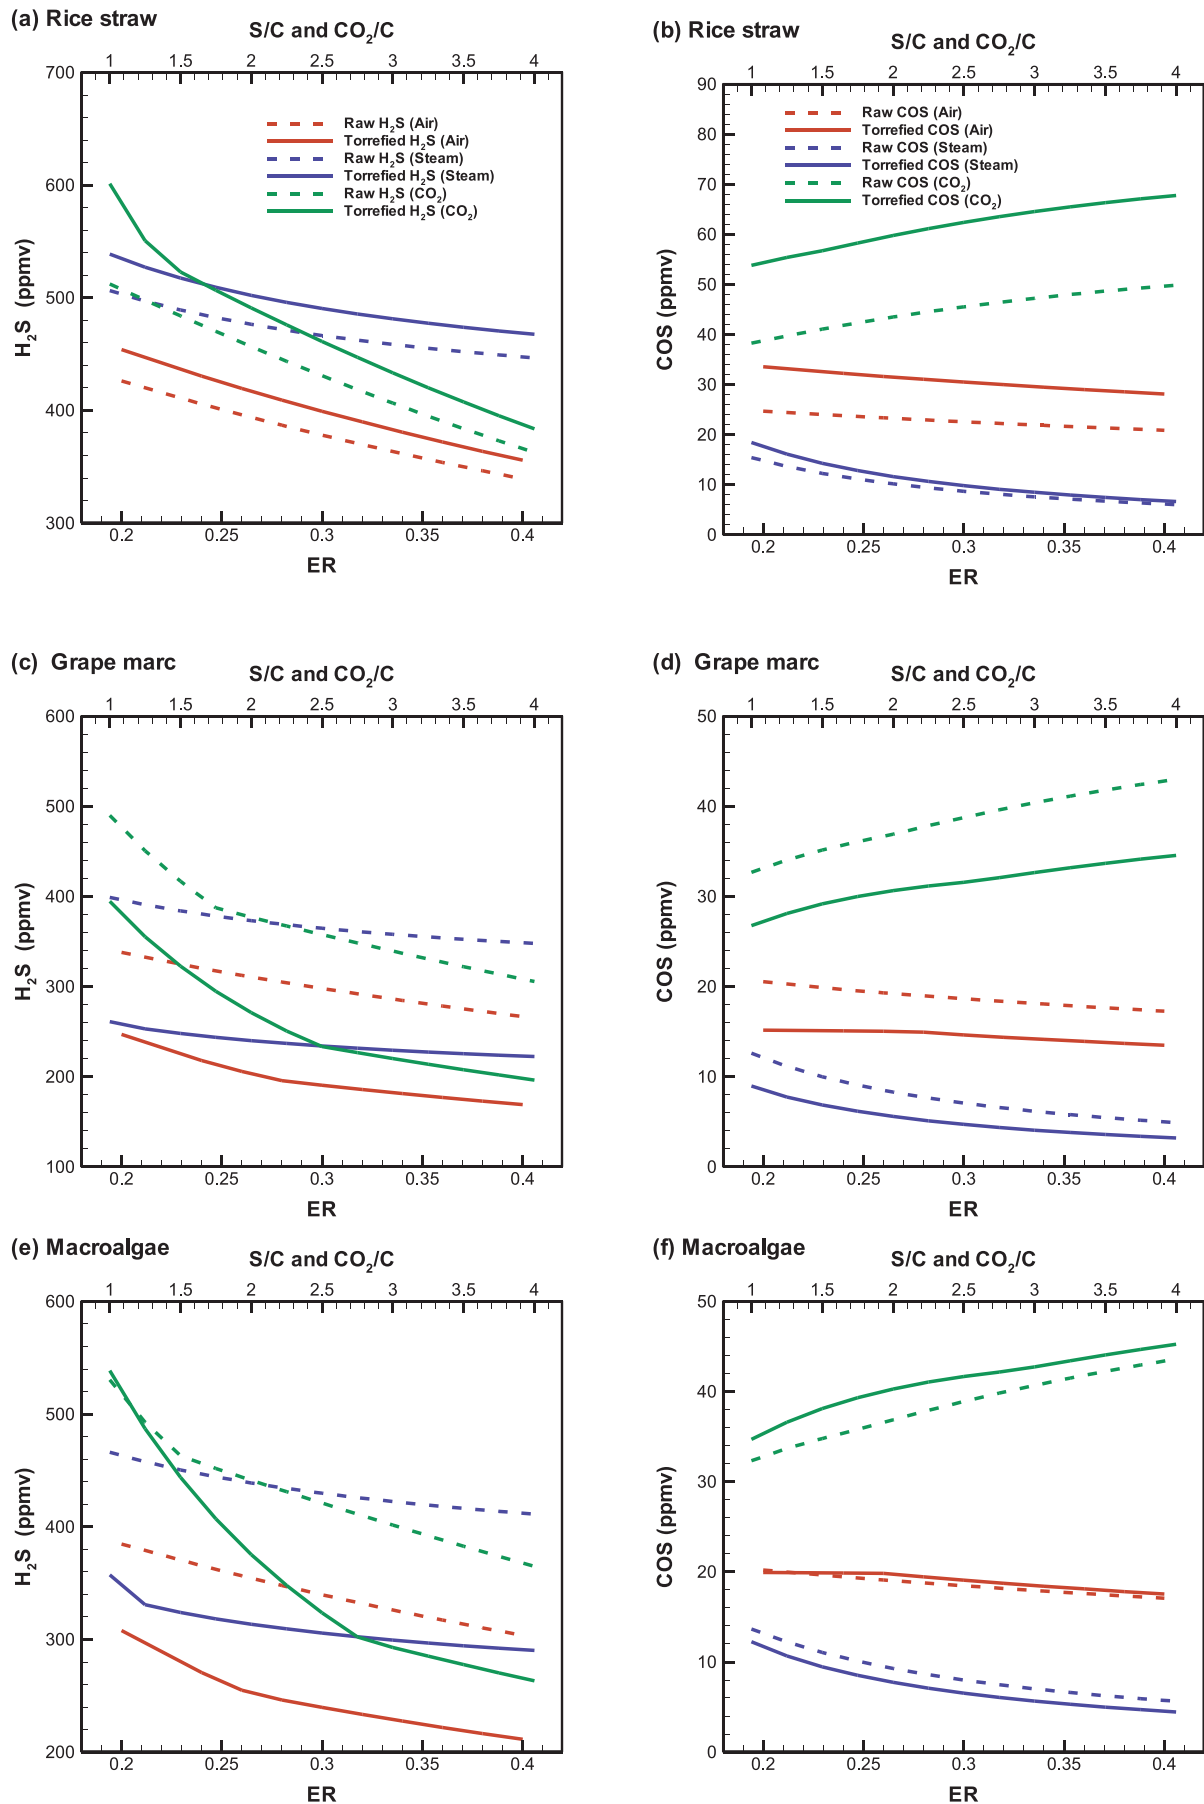 (a) Rice straw
S/C and CO₂/C
1 1.5 2 2.5 3 3.5 4
700
600
500
400
300
H₂S (ppmv)
Raw H₂S (Air)
Torrefied H₂S (Air)
Raw H₂S (Steam)
Torrefied H₂S (Steam)
Raw H₂S (CO₂)
Torrefied H₂S (CO₂)
0.2 0.25 0.3 0.35 0.4
ER
(b) Rice straw
S/C and CO₂/C
1 1.5 2 2.5 3 3.5 4
90
80
70
60
50
40
30
20
10
0
COS (ppmv)
Raw COS (Air)
Torrefied COS (Air)
Raw COS (Steam)
Torrefied COS (Steam)
Raw COS (CO₂)
Torrefied COS (CO₂)
0.2 0.25 0.3 0.35 0.4
ER
(c) Grape marc
S/C and CO₂/C
1 1.5 2 2.5 3 3.5 4
600
500
400
300
200
100
H₂S (ppmv)
0.2 0.25 0.3 0.35 0.4
ER
(d) Grape marc
S/C and CO₂/C
1 1.5 2 2.5 3 3.5 4
50
40
30
20
10
0
COS (ppmv)
0.2 0.25 0.3 0.35 0.4
ER
(e) Macroalgae
S/C and CO₂/C
1 1.5 2 2.5 3 3.5 4
600
500
400
300
200
H₂S (ppmv)
0.2 0.25 0.3 0.35 0.4
ER
(f) Macroalgae
S/C and CO₂/C
1 1.5 2 2.5 3 3.5 4
50
40
30
20
10
0
COS (ppmv)
0.2 0.25 0.3 0.35 0.4
ER